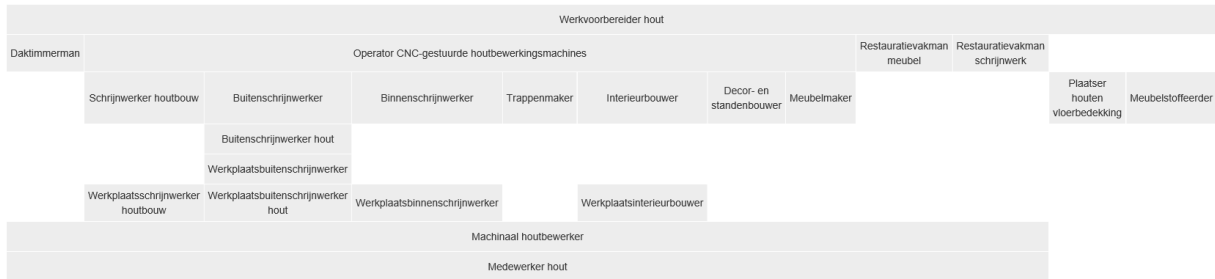 Werkvoorbereider hout
Daktimmerman
Operator CNC-gestuurde houtbewerkingsmachines
Restauratievakman
meubel
Restauratievakman
schrijnwerk
Schrijnwerker houtbouw
Buitenschrijnwerker
Binnenschrijnwerker
Trappenmaker
Interieurbouwer
Decor- en
standenbouwer
Meubelmaker
Plaatser
houten
vloerbedekking
Meubelstoffeerder
Buitenschrijnwerker hout
Werkplaatsbuitenschrijnwerker
Werkplaatsschrijnwerker
houtbouw
Werkplaatsbuitenschrijnwerker
hout
Werkplaatsbinnenschrijnwerker
Werkplaatsinterieurbouwer
Machinaal houtbewerker
Medewerker hout